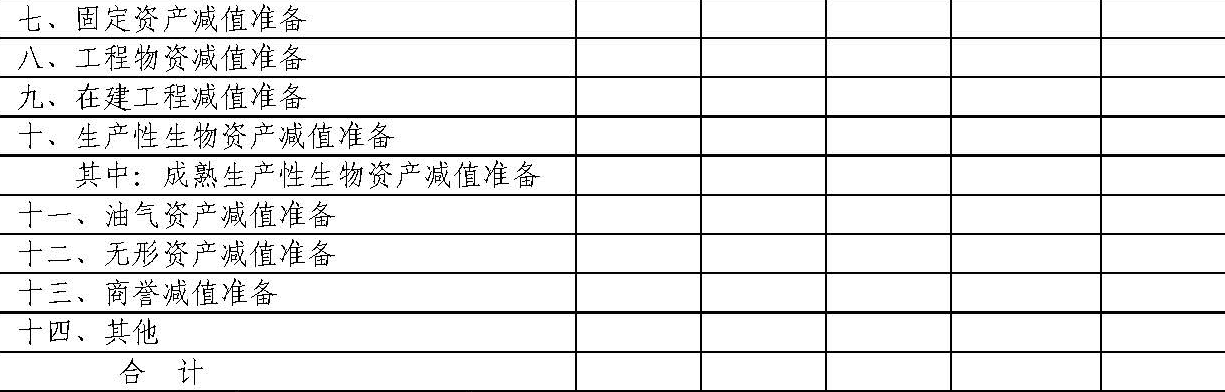 七、固定资产减值准备
八、工程物资减值准备
九、在建工程减值准备
十、生产性生物资产减值准备
其中：成熟生产性生物资产减值准备
十一、油气资产减值准备
十二、无形资产减值准备
十三、商誉减值准备
十四、其他
合 计